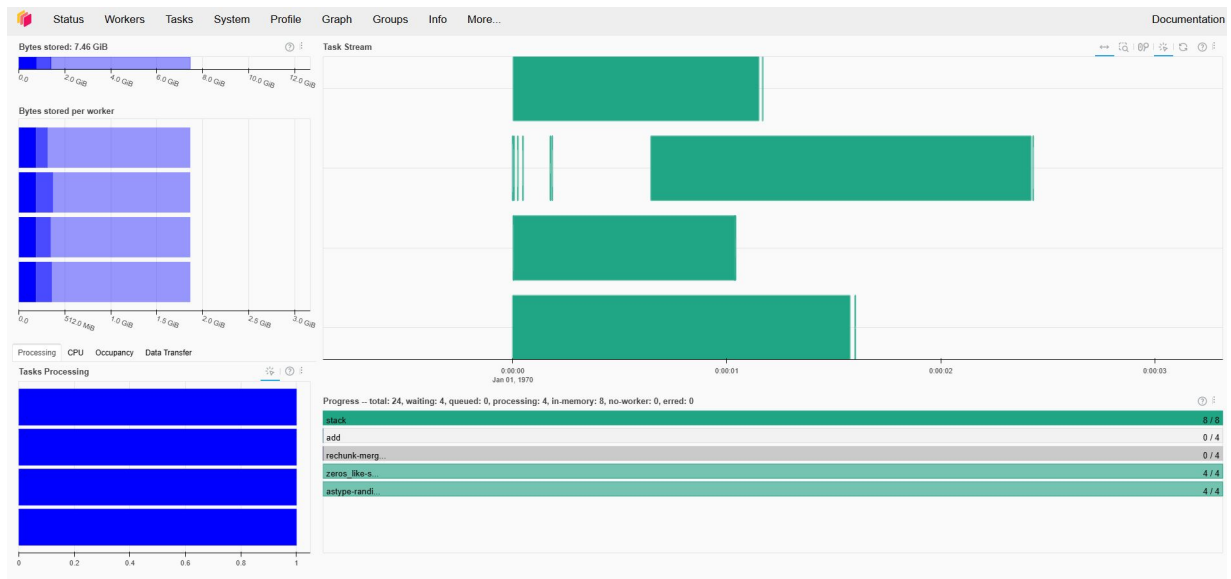 Status Workers Tasks System Profile Graph Groups Info More... Documentation
Bytes stored: 7.46 GiB
0.0 2.0 GiB 4.0 GiB 6.0 GiB 8.0 GiB 10.0 GiB 12.0 GiB
Bytes stored per worker
0.0 512.0 MiB 1.0 GiB 1.5 GiB 2.0 GiB 2.5 GiB 3.0 GiB
Processing CPU Occupancy Data Transfer
Tasks Processing
0 0.2 0.4 0.6 0.8 1
Task Stream
0:00:00 0:00:01 0:00:02 0:00:03
Jan 01, 1970
Progress -- total: 24, waiting: 4, queued: 0, processing: 4, in-memory: 8, no-worker: 0, erred: 0
stack 8 / 8
add 0 / 4
rechunk-merg... 0 / 4
zeros_like-s... 4 / 4
astype-randi... 4 / 4